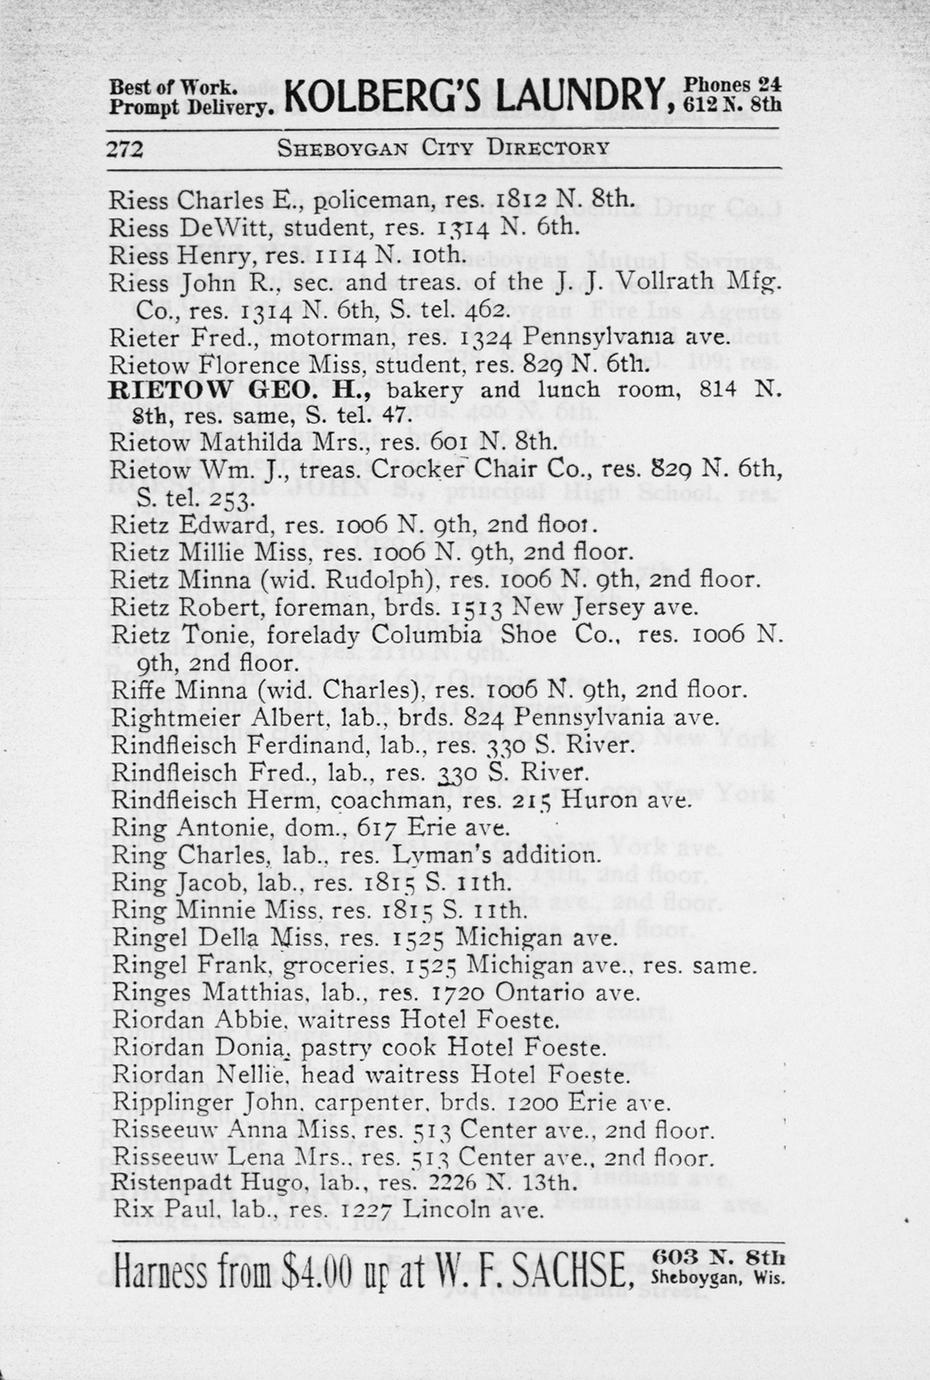 Best of Work.
Prompt Delivery.
KOLBERG'S LAUNDRY,
Phones 24
612 N. 8th
272
SHEBOYGAN CITY DIRECTORY
Riess Charles E., policeman, res. 1812 N. 8th.
Riess DeWitt, student, res. 1314 N. 6th.
Riess Henry, res. 1114 N. 10th.
Riess John R., sec. and treas. of the J. J. Vollrath Mfg.
Co., res. 1314 N. 6th, S. tel. 462.
Rieter Fred., motorman, res. 1324 Pennsylvania ave.
Rietow Florence Miss, student, res. 829 N. 6th.
RIETOW GEO. H., bakery and lunch room, 814 N.
8th, res. same, S. tel. 47.
Rietow Mathilda Mrs., res. 601 N. 8th.
Rietow Wm. J., treas. Crocker Chair Co., res. 829 N. 6th,
S. tel. 253.
Rietz Edward, res. 1006 N. 9th, 2nd floor.
Rietz Millie Miss, res. 1006 N. 9th, 2nd floor.
Rietz Minna (wid. Rudolph), res. 1006 N. 9th, 2nd floor.
Rietz Robert, foreman, brds. 1513 New Jersey ave.
Rietz Tonie, forelady Columbia Shoe Co., res. 1006 N.
9th, 2nd floor.
Riffe Minna (wid. Charles), res. 1006 N. 9th, 2nd floor.
Rightmeier Albert, lab., brds. 824 Pennsylvania ave.
Rindfleisch Ferdinand, lab., res. 330 S. River.
Rindfleisch Fred., lab., res. 330 S. River.
Rindfleisch Herm, coachman, res. 215 Huron ave.
Ring Antonie, dom., 617 Erie ave.
Ring Charles, lab., res. Lyman's addition.
Ring Jacob, lab., res. 1815 S. 11th.
Ring Minnie Miss, res. 1815 S. 11th.
Ringel Della Miss, res. 1525 Michigan ave.
Ringel Frank, groceries, 1525 Michigan ave., res. same.
Ringes Matthias, lab., res. 1720 Ontario ave.
Riordan Abbie, waitress Hotel Foeste.
Riordan Donia, pastry cook Hotel Foeste.
Riordan Nellie, head waitress Hotel Foeste.
Ripplinger John, carpenter, brds. 1200 Erie ave.
Risseeuw Anna Miss, res. 513 Center ave., 2nd floor.
Risseeuw Lena Mrs., res. 513 Center ave., 2nd floor.
Ristenpadt Hugo, lab., res. 2226 N. 13th.
Rix Paul, lab., res. 1227 Lincoln ave.
Harness from $4.00 up at W. F. SACHSE,
603 N. 8th
Sheboygan, Wis.